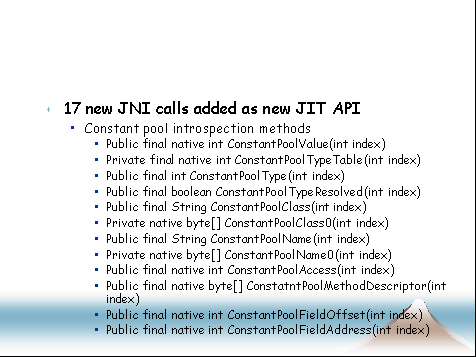 17 new JNI calls added as new JIT API
Constant pool introspection methods
Public final native int ConstantPoolValue(int index)
Private final native int ConstantPoolTypeTable(int index)
Public final int ConstantPoolType(int index)
Public final boolean ConstantPoolTypeResolved(int index)
Public final String ConstantPoolClass(int index)
Private native byte[] ConstantPoolClass0(int index)
Public final String ConstantPoolName(int index)
Private native byte[] ConstantPoolName0(int index)
Public final native int ConstantPoolAccess(int index)
Public final native byte[] ConstatntPoolMethodDescriptor(int
index)
Public final native int ConstantPoolFieldOffset(int index)
Public final native int ConstantPoolFieldAddress(int index)